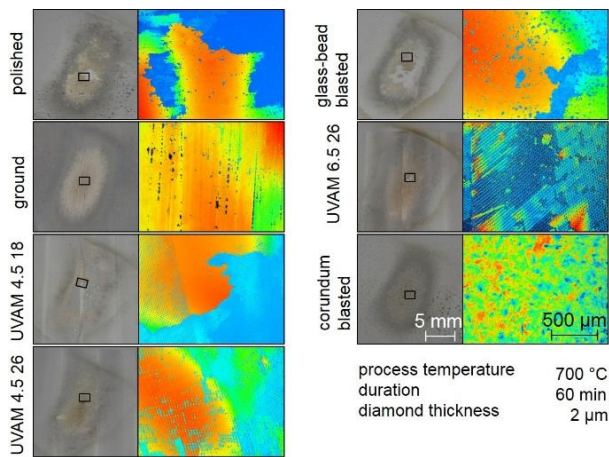 polished
ground
UVAM 4.5 18
UVAM 4.5 26
glass-bead
blasted
UVAM 6.5 26
corundum
blasted
5 mm
500 µm
process temperature 700 °C
duration 60 min
diamond thickness 2 µm